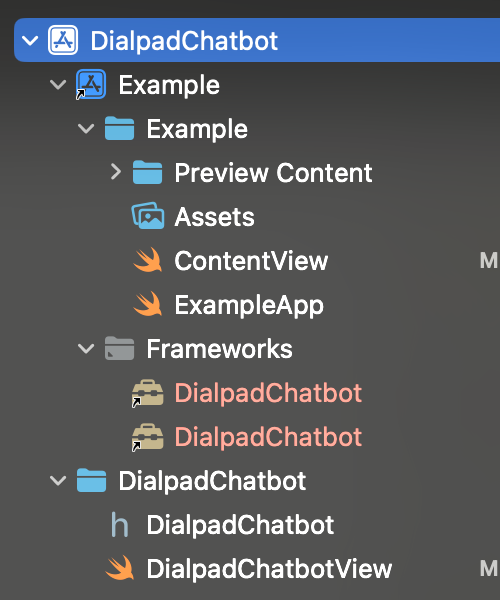 DialpadChatbot
Example
Example
Preview Content
Assets
ContentView M
ExampleApp
Frameworks
DialpadChatbot
DialpadChatbot
DialpadChatbot
h DialpadChatbot
DialpadChatbotView M